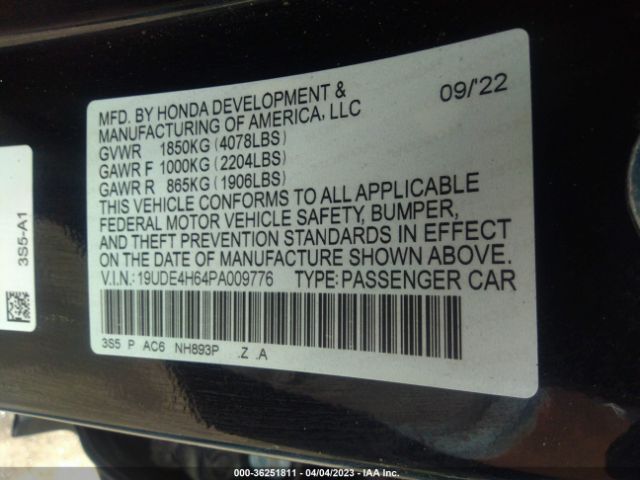 MFD. BY HONDA DEVELOPMENT &
MANUFACTURING OF AMERICA, LLC
09/'22
GVWR 1850KG (4078LBS)
GAWR F 1000KG (2204LBS)
GAWR R 865KG (1906LBS)
THIS VEHICLE CONFORMS TO ALL APPLICABLE
FEDERAL MOTOR VEHICLE SAFETY, BUMPER,
AND THEFT PREVENTION STANDARDS IN EFFECT
ON THE DATE OF MANUFACTURE SHOWN ABOVE.
V.I.N.: 19UDE4H64PA009776 TYPE: PASSENGER CAR
3S5 P AC6 NH893P .Z .A
3S5-A1
000-36251811 - 04/04/2023 - IAA Inc.